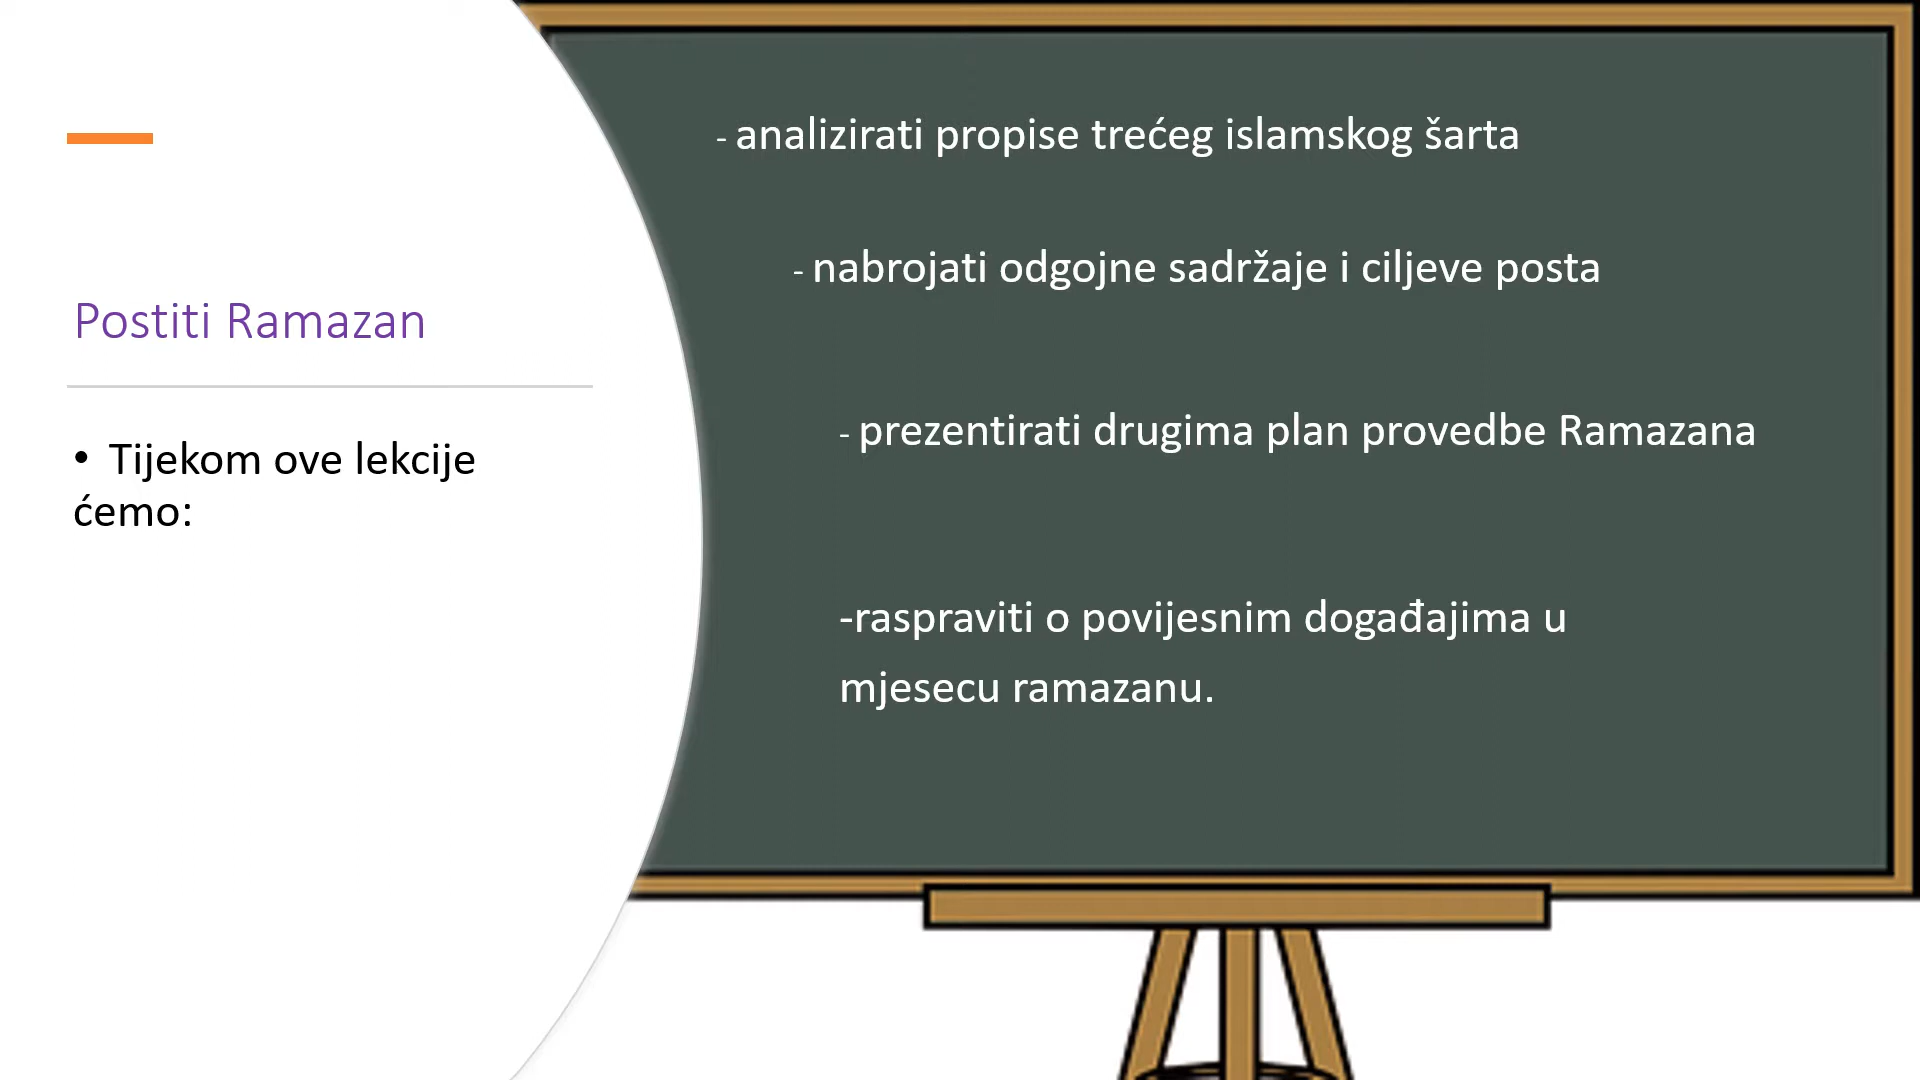 Postiti Ramazan
• Tijekom ove lekcije
ćemo:
- analizirati propise trećeg islamskog šarta
- nabrojati odgojne sadržaje i ciljeve posta
- prezentirati drugima plan provedbe Ramazana
-raspraviti o povijesnim događajima u
mjesecu ramazanu.